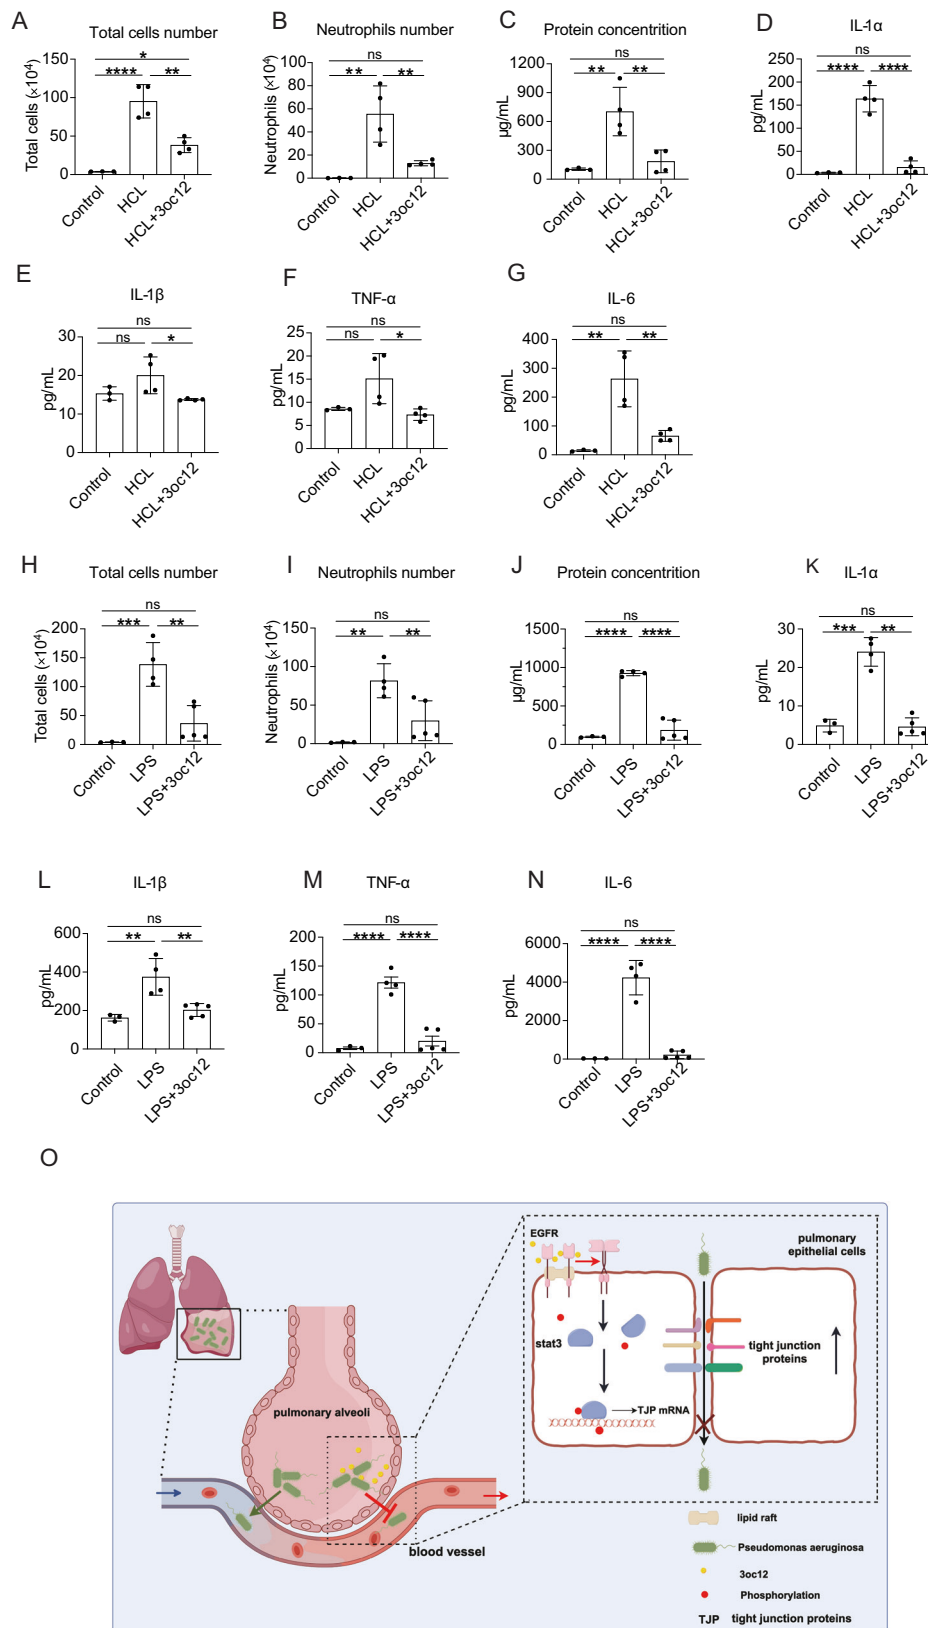 A
Total cells number
*
****
**
Total cells (×10⁴)
100
50
0
Control
HCL
HCL+3oc12
B
Neutrophils number
ns
**
**
Neutrophils (×10⁴)
100
80
60
40
20
0
Control
HCL
HCL+3oc12
C
Protein concentrition
ns
**
**
µg/mL
1200
900
600
300
0
Control
HCL
HCL+3oc12
D
IL-1α
ns
****
****
pg/mL
250
200
150
100
50
0
Control
HCL
HCL+3oc12
E
IL-1β
ns
ns
*
pg/mL
30
20
10
0
Control
HCL
HCL+3oc12
F
TNF-α
ns
ns
*
pg/mL
25
20
15
10
5
0
Control
HCL
HCL+3oc12
G
IL-6
ns
**
**
pg/mL
400
300
200
100
0
Control
HCL
HCL+3oc12
H
Total cells number
ns
***
**
Total cells (×10⁴)
200
150
100
50
0
Control
LPS
LPS+3oc12
I
Neutrophils number
ns
**
**
Neutrophils (×10⁴)
150
100
50
0
Control
LPS
LPS+3oc12
J
Protein concentrition
ns
****
****
µg/mL
1500
1000
500
0
Control
LPS
LPS+3oc12
K
IL-1α
ns
***
**
pg/mL
30
20
10
0
Control
LPS
LPS+3oc12
L
IL-1β
ns
**
**
pg/mL
600
400
200
0
Control
LPS
LPS+3oc12
M
TNF-α
ns
****
****
pg/mL
200
150
100
50
0
Control
LPS
LPS+3oc12
N
IL-6
ns
****
****
pg/mL
6000
4000
2000
0
Control
LPS
LPS+3oc12
O
EGFR
pulmonary
epithelial cells
stat3
tight junction
proteins
TJP mRNA
pulmonary alveoli
blood vessel
lipid raft
Pseudomonas aeruginosa
3oc12
Phosphorylation
TJP tight junction proteins